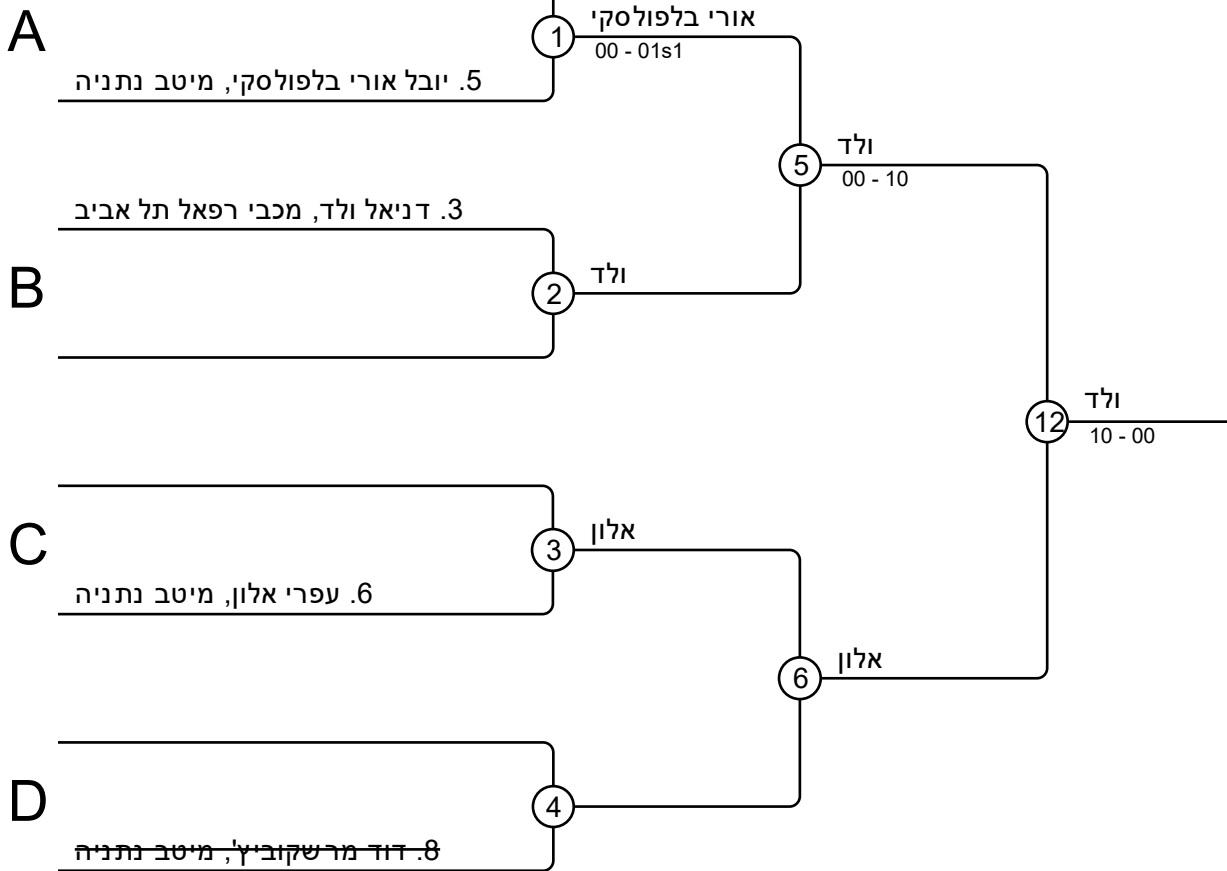 A
1
אורי בלפולסקי
00 - 01s1
5. יובל אורי בלפולסקי, מיטב נתניה
5
ולד
00 - 10
3. דניאל ולד, מכבי רפאל תל אביב
B
2
ולד
12
ולד
10 - 00
C
3
אלון
6. עפרי אלון, מיטב נתניה
6
אלון
D
4
8. דוד מרשקוביץ', מיטב נתניה